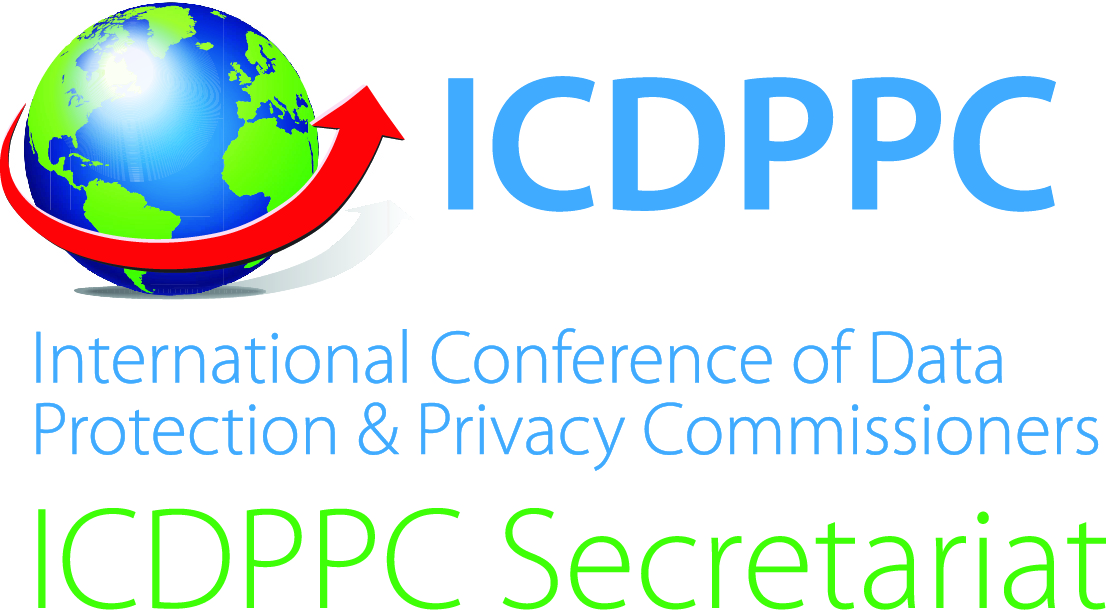 ICDPPC
International Conference of Data
Protection & Privacy Commissioners
ICDPPC Secretariat